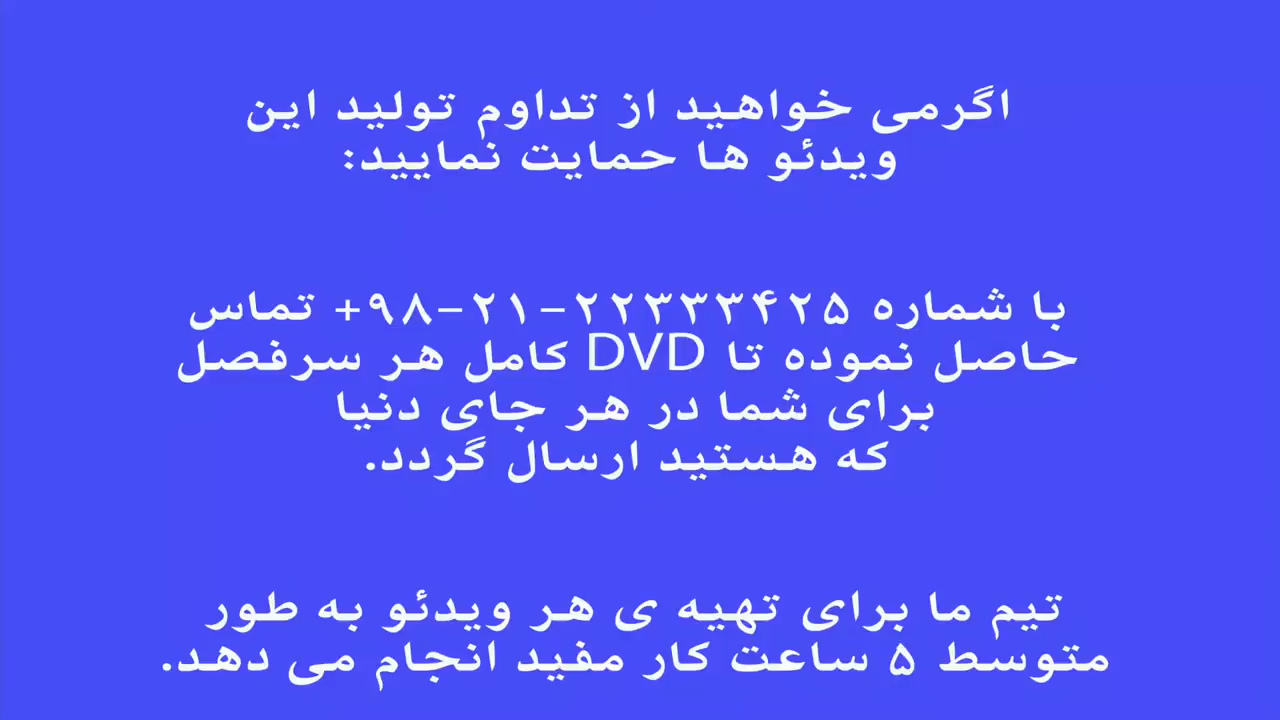 اگرمی خواهید از تداوم تولید این
ویدئو ها حمایت نمایید:
با شماره ۲۲۳۳۳۴۲۵-۲۱-۹۸+ تماس
حاصل نموده تا DVD کامل هر سرفصل
برای شما در هر جای دنیا
که هستید ارسال گردد.
تیم ما برای تهیه ی هر ویدئو به طور
متوسط ۵ ساعت کار مفید انجام می دهد.